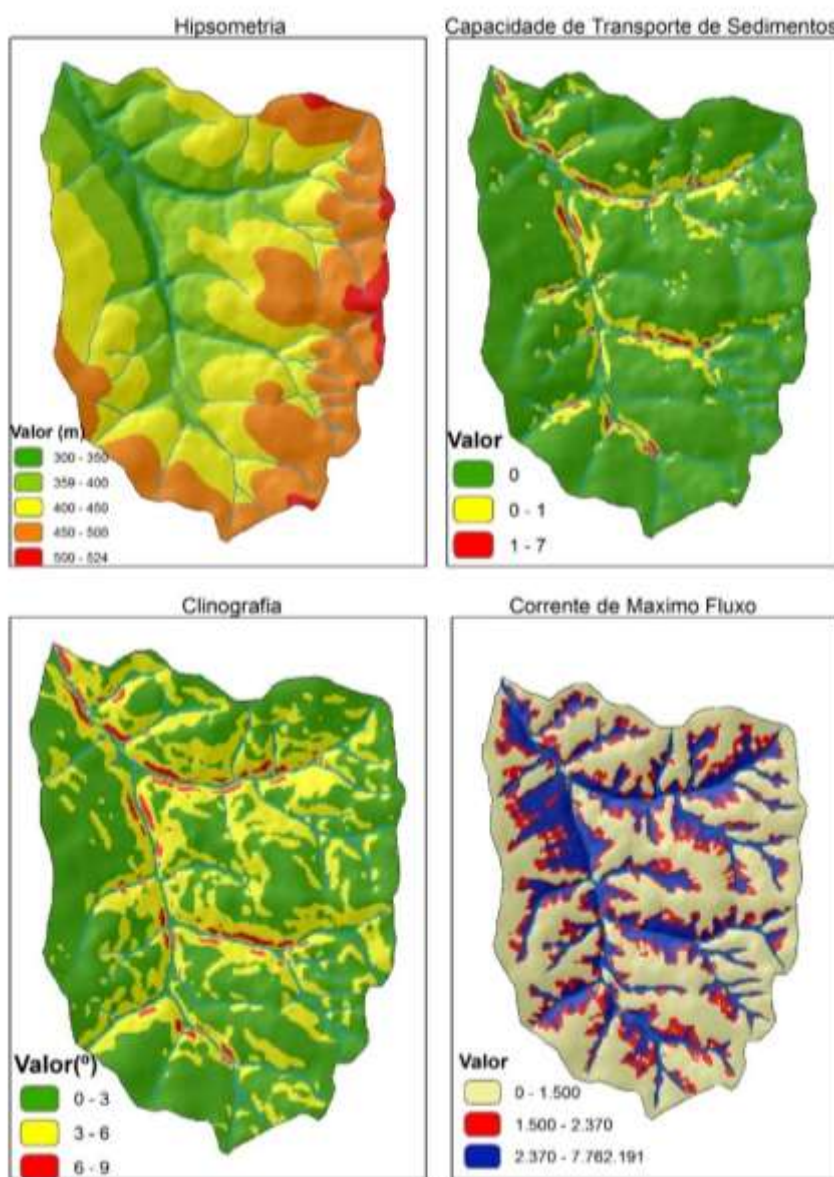 Hipsometria
Capacidade de Transporte de Sedimentos
Valor (m)
300 - 350
359 - 400
400 - 450
450 - 500
500 - 524
Valor
0
0 - 1
1 - 7
Clinografia
Corrente de Maximo Fluxo
Valor(º)
0 - 3
3 - 6
6 - 9
Valor
0 - 1.500
1.500 - 2.370
2.370 - 7.762.191